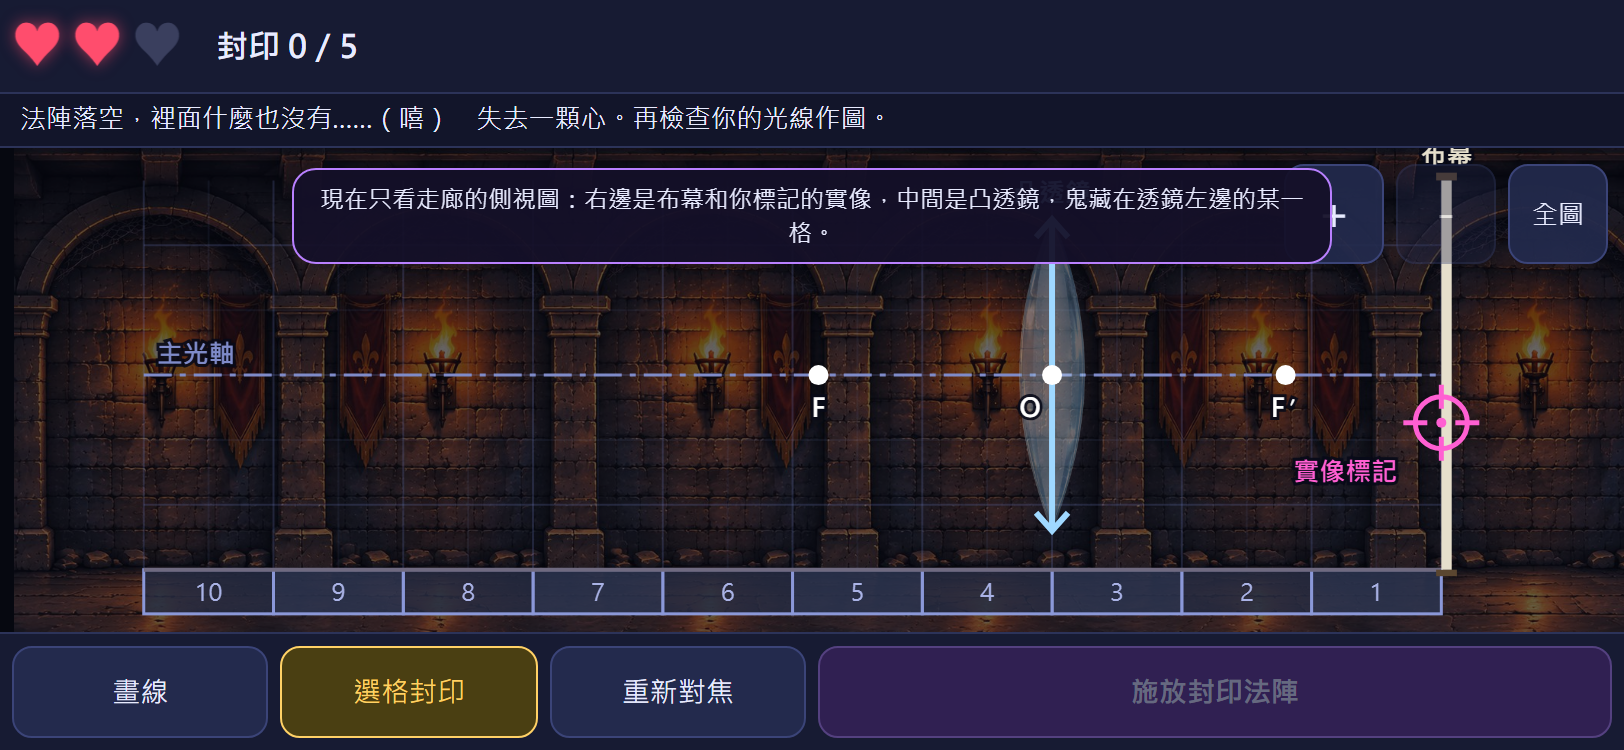 封印 0 / 5
法陣落空，裡面什麼也沒有……（嘻） 失去一顆心。再檢查你的光線作圖。
布幕
現在只看走廊的側視圖：右邊是布幕和你標記的實像，中間是凸透鏡，鬼藏在透鏡左邊的某一
格。
+
-
全圖
主光軸
F
O
F′
實像標記
10 9 8 7 6 5 4 3 2 1
畫線
選格封印
重新對焦
施放封印法陣